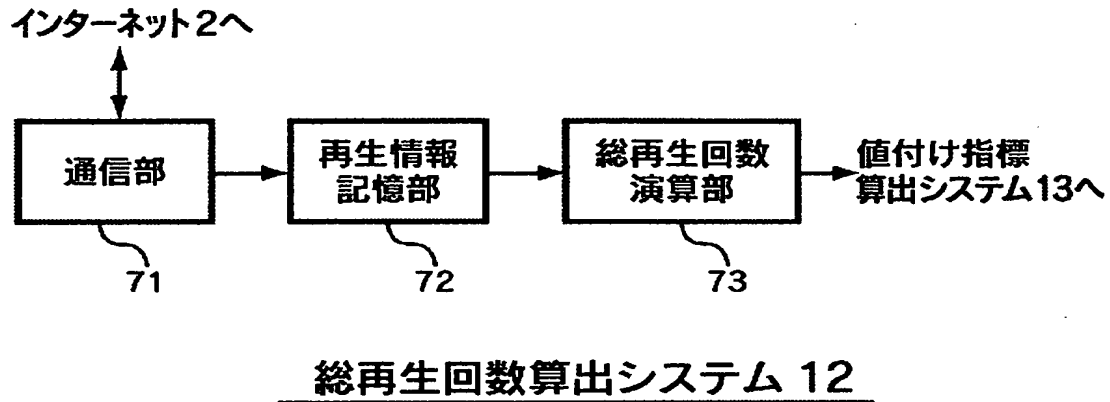 インターネット2へ
通信部
再生情報
記憶部
総再生回数
演算部
値付け指標
算出システム13へ
71
72
73
総再生回数算出システム 12